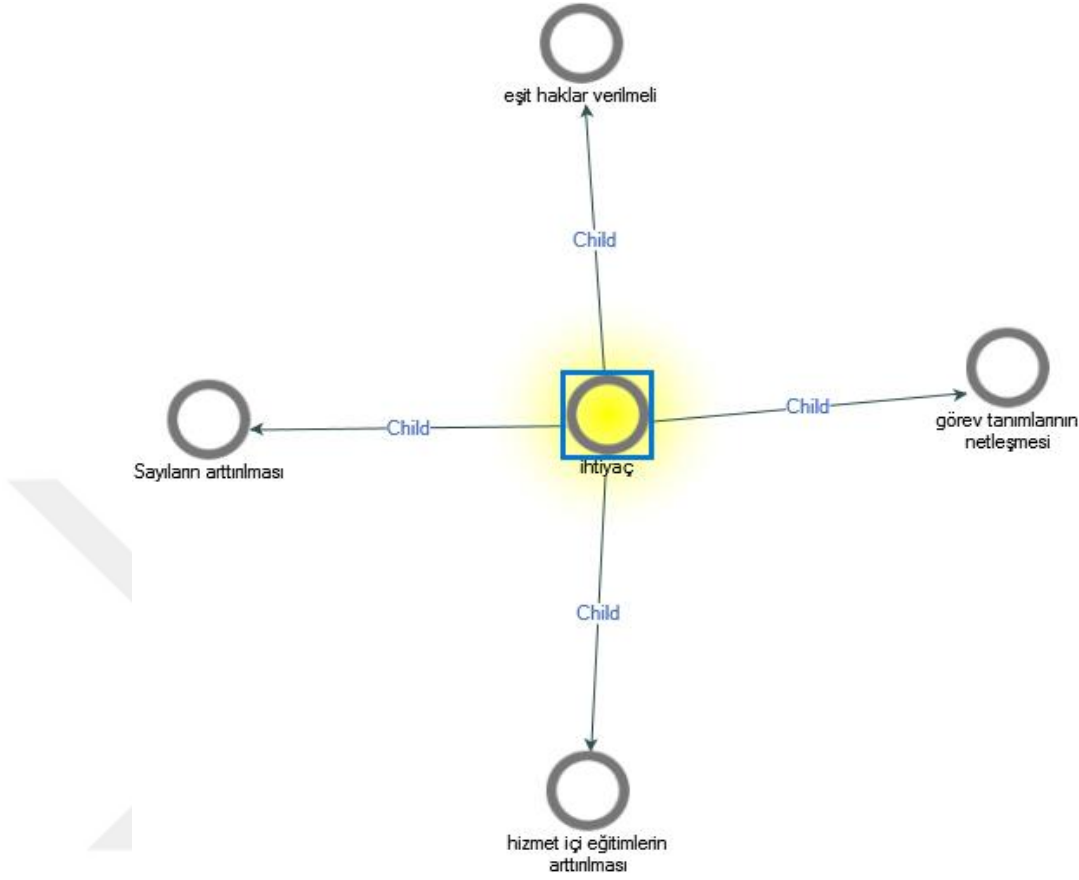 eşit haklar verilmeli
Child
görev tanımlarının
netleşmesi
Child
Child
Sayıların arttırılması
ihtiyaç
Child
hizmet içi eğitimlerin
arttırılması